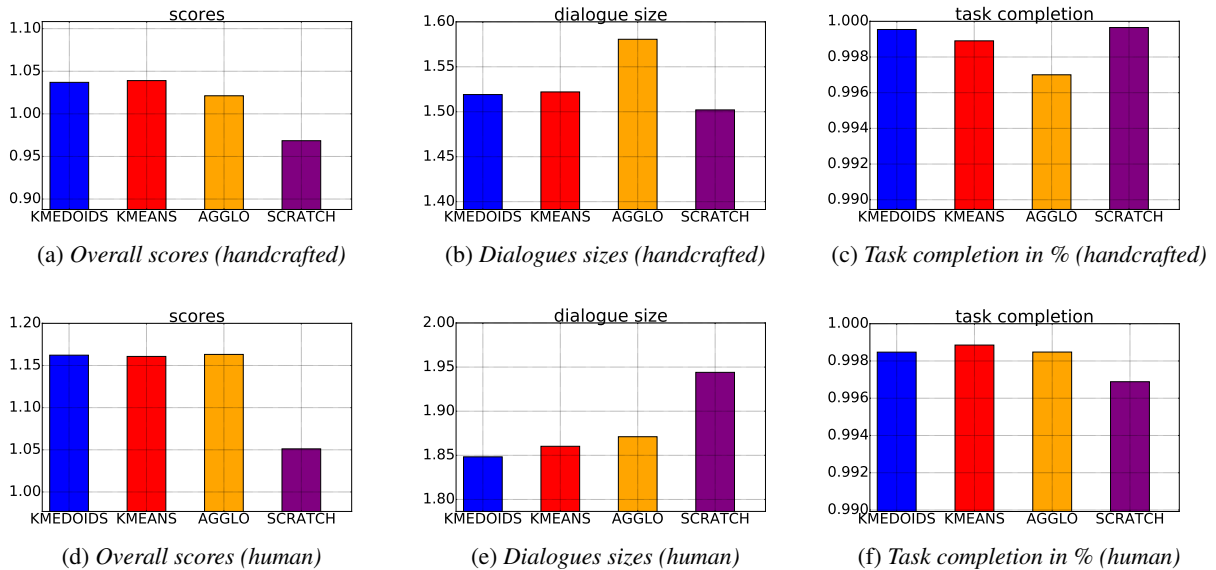 scores
1.10
1.05
1.00
0.95
0.90
KMEDOIDS KMEANS AGGLO SCRATCH
(a) Overall scores (handcrafted)
dialogue size
1.60
1.55
1.50
1.45
1.40
KMEDOIDS KMEANS AGGLO SCRATCH
(b) Dialogues sizes (handcrafted)
task completion
1.000
0.998
0.996
0.994
0.992
0.990
KMEDOIDS KMEANS AGGLO SCRATCH
(c) Task completion in % (handcrafted)
scores
1.20
1.15
1.10
1.05
1.00
KMEDOIDS KMEANS AGGLO SCRATCH
(d) Overall scores (human)
dialogue size
2.00
1.95
1.90
1.85
1.80
KMEDOIDS KMEANS AGGLO SCRATCH
(e) Dialogues sizes (human)
task completion
1.000
0.998
0.996
0.994
0.992
0.990
KMEDOIDS KMEANS AGGLO SCRATCH
(f) Task completion in % (human)